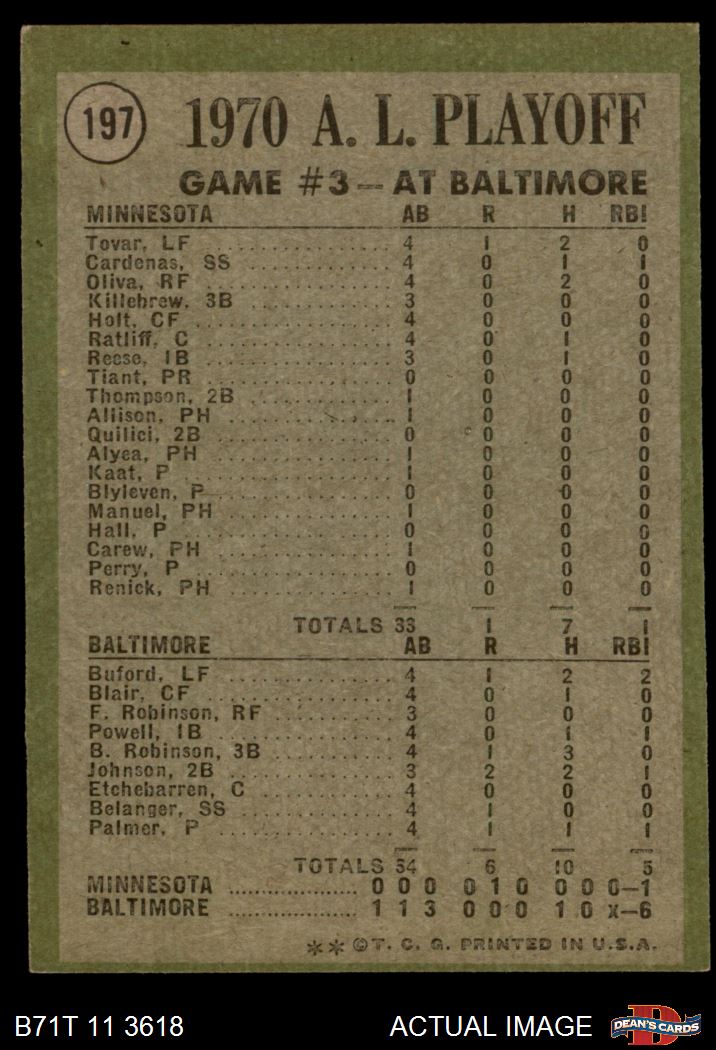 197
1970 A. L. PLAYOFF
GAME #3 — AT BALTIMORE
MINNESOTA AB R H RBI
Tovar, LF .................... 4 1 2 0
Cardenas, SS .................... 4 0 1 1
Oliva, RF .................... 4 0 2 0
Killebrew, 3B .................... 3 0 0 0
Holt, CF .................... 4 0 0 0
Ratliff, C .................... 4 0 1 0
Reese, 1B .................... 3 0 1 0
Tiant, PR .................... 0 0 0 0
Thompson, 2B .................... 1 0 0 0
Allison, PH .................... 1 0 0 0
Quilici, 2B .................... 0 0 0 0
Alyea, PH .................... 1 0 0 0
Kaat, P .................... 1 0 0 0
Blyleven, P .................... 0 0 0 0
Manuel, PH .................... 1 0 0 0
Hall, P .................... 0 0 0 0
Carew, PH .................... 1 0 0 0
Perry, P .................... 0 0 0 0
Renick, PH .................... 1 0 0 0
TOTALS 33 1 7 1
BALTIMORE AB R H RBI
Buford, LF .................... 4 1 2 2
Blair, CF .................... 4 0 1 0
F. Robinson, RF .................... 3 0 0 0
Powell, 1B .................... 4 0 1 1
B. Robinson, 3B .................... 4 1 3 0
Johnson, 2B .................... 3 2 2 1
Etchebarren, C .................... 4 0 0 0
Belanger, SS .................... 4 1 0 0
Palmer, P .................... 4 1 1 1
TOTALS 34 6 10 5
MINNESOTA .................... 0 0 0 0 1 0 0 0 0—1
BALTIMORE .................... 1 1 3 0 0 0 1 0 x—6
** © T. C. G. PRINTED IN U.S.A.
B71T 11 3618 ACTUAL IMAGE
DEAN'S CARDS